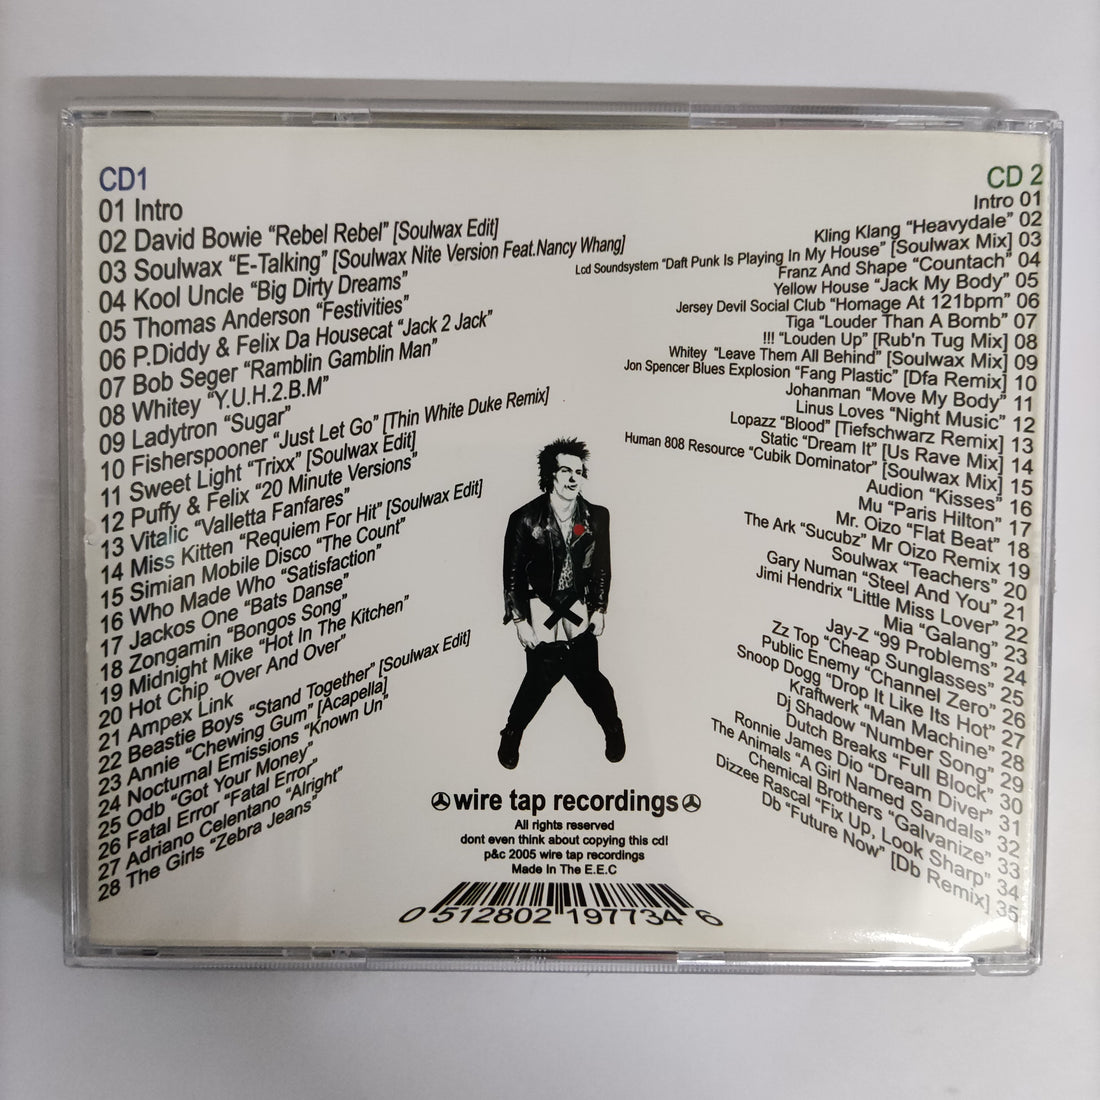 CD1
01 Intro
02 David Bowie “Rebel Rebel” [Soulwax Edit]
03 Soulwax “E-Talking” [Soulwax Nite Version Feat.Nancy Whang]
04 Kool Uncle “Big Dirty Dreams”
05 Thomas Anderson “Festivities”
06 P.Diddy & Felix Da Housecat “Jack 2 Jack”
07 Bob Seger “Ramblin Gamblin Man”
08 Whitey “Y.U.H.2.B.M”
09 Ladytron “Sugar”
10 Fisherspooner “Just Let Go” [Thin White Duke Remix]
11 Sweet Light “Trixx” [Soulwax Edit]
12 Puffy & Felix “20 Minute Versions”
13 Vitalic “Valletta Fanfares”
14 Miss Kitten “Requiem For Hit” [Soulwax Edit]
15 Simian Mobile Disco “The Count”
16 Who Made Who “Satisfaction”
17 Jackos One “Bats Danse”
18 Zongamin “Bongos Song”
19 Midnight Mike “Hot In The Kitchen”
20 Hot Chip “Over And Over”
21 Ampex Link
22 Beastie Boys “Stand Together” [Soulwax Edit]
23 Annie “Chewing Gum” [Acapella]
24 Nocturnal Emissions “Known Un”
25 Odb “Got Your Money”
26 Fatal Error “Fatal Error”
27 Adriano Celentano “Alright”
28 The Girls “Zebra Jeans”
CD 2
Intro 01
Kling Klang “Heavydale” 02
Lcd Soundsystem “Daft Punk Is Playing In My House” [Soulwax Mix] 03
Franz And Shape “Countach” 04
Yellow House “Jack My Body” 05
Jersey Devil Social Club “Homage At 121bpm” 06
Tiga “Louder Than A Bomb” 07
!!! “Louden Up” [Rub'n Tug Mix] 08
Whitey “Leave Them All Behind” [Soulwax Mix] 09
Jon Spencer Blues Explosion “Fang Plastic” [Dfa Remix] 10
Johanman “Move My Body” 11
Linus Loves “Night Music” 12
Lopazz “Blood” [Tiefschwarz Remix] 13
Static “Dream It” [Us Rave Mix] 14
Human 808 Resource “Cubik Dominator” [Soulwax Mix] 15
Audion “Kisses” 16
Mu “Paris Hilton” 17
Mr. Oizo “Flat Beat” 18
The Ark “Sucubz” Mr Oizo Remix 19
Soulwax “Teachers” 20
Gary Numan “Steel And You” 21
Jimi Hendrix “Little Miss Lover” 22
Mia “Galang” 23
Jay-Z “99 Problems” 24
Zz Top “Cheap Sunglasses” 25
Public Enemy “Channel Zero” 26
Snoop Dogg “Drop It Like Its Hot” 27
Kraftwerk “Man Machine” 28
Dj Shadow “Number Song” 29
Dutch Breaks “Full Block” 30
Ronnie James Dio “Dream Diver” 31
The Animals “A Girl Named Sandals” 32
Chemical Brothers “Galvanize” 33
Dizzee Rascal “Fix Up, Look Sharp” 34
Db “Future Now” [Db Remix] 35
wire tap recordings
All rights reserved
dont even think about copying this cd!
p&c 2005 wire tap recordings
Made In The E.E.C
0 512802 197734 6